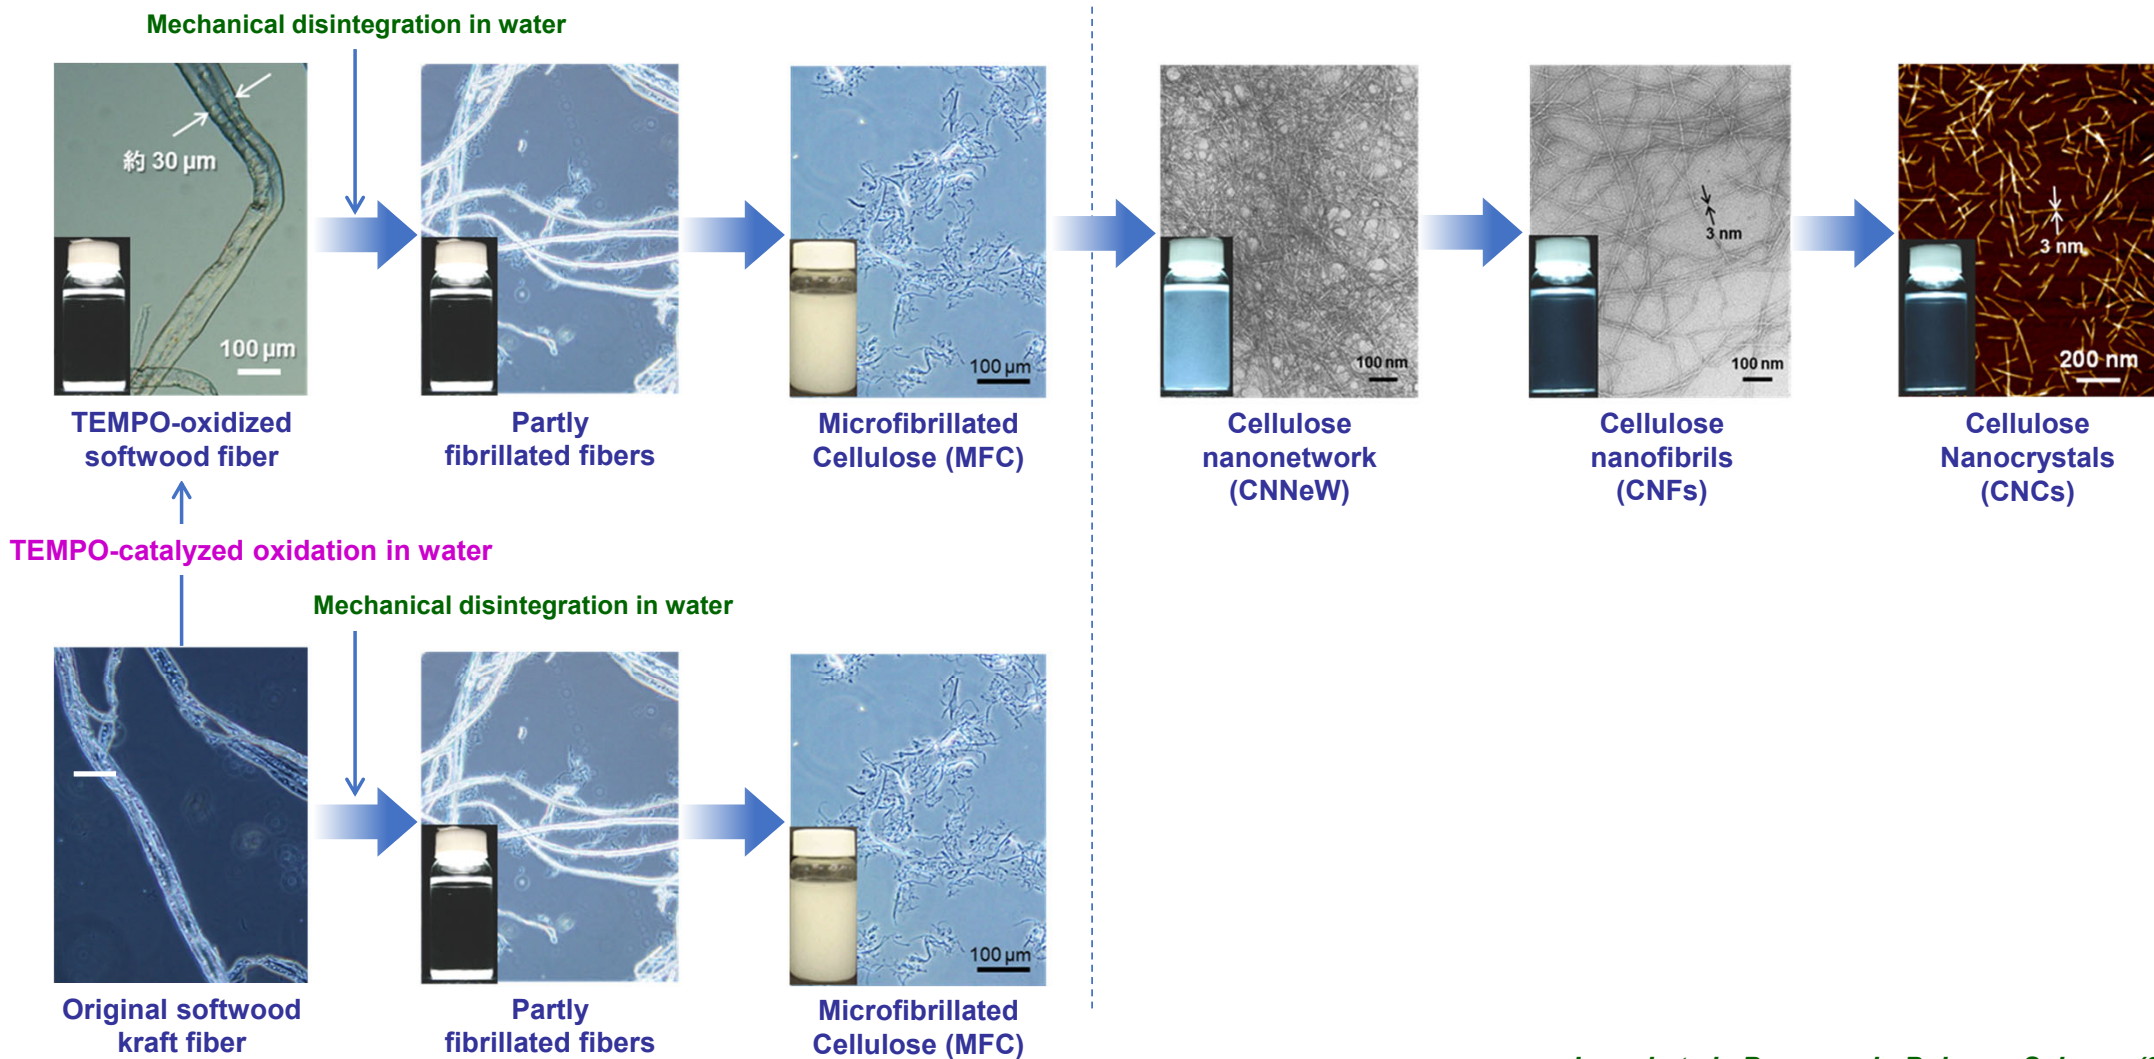 Mechanical disintegration in water
約 30 µm
100 µm
100 µm
100 nm
3 nm
100 nm
3 nm
200 nm
TEMPO-oxidized
softwood fiber
Partly
fibrillated fibers
Microfibrillated
Cellulose (MFC)
Cellulose
nanonetwork
(CNNeW)
Cellulose
nanofibrils
(CNFs)
Cellulose
Nanocrystals
(CNCs)
TEMPO-catalyzed oxidation in water
Mechanical disintegration in water
100 µm
Original softwood
kraft fiber
Partly
fibrillated fibers
Microfibrillated
Cellulose (MFC)